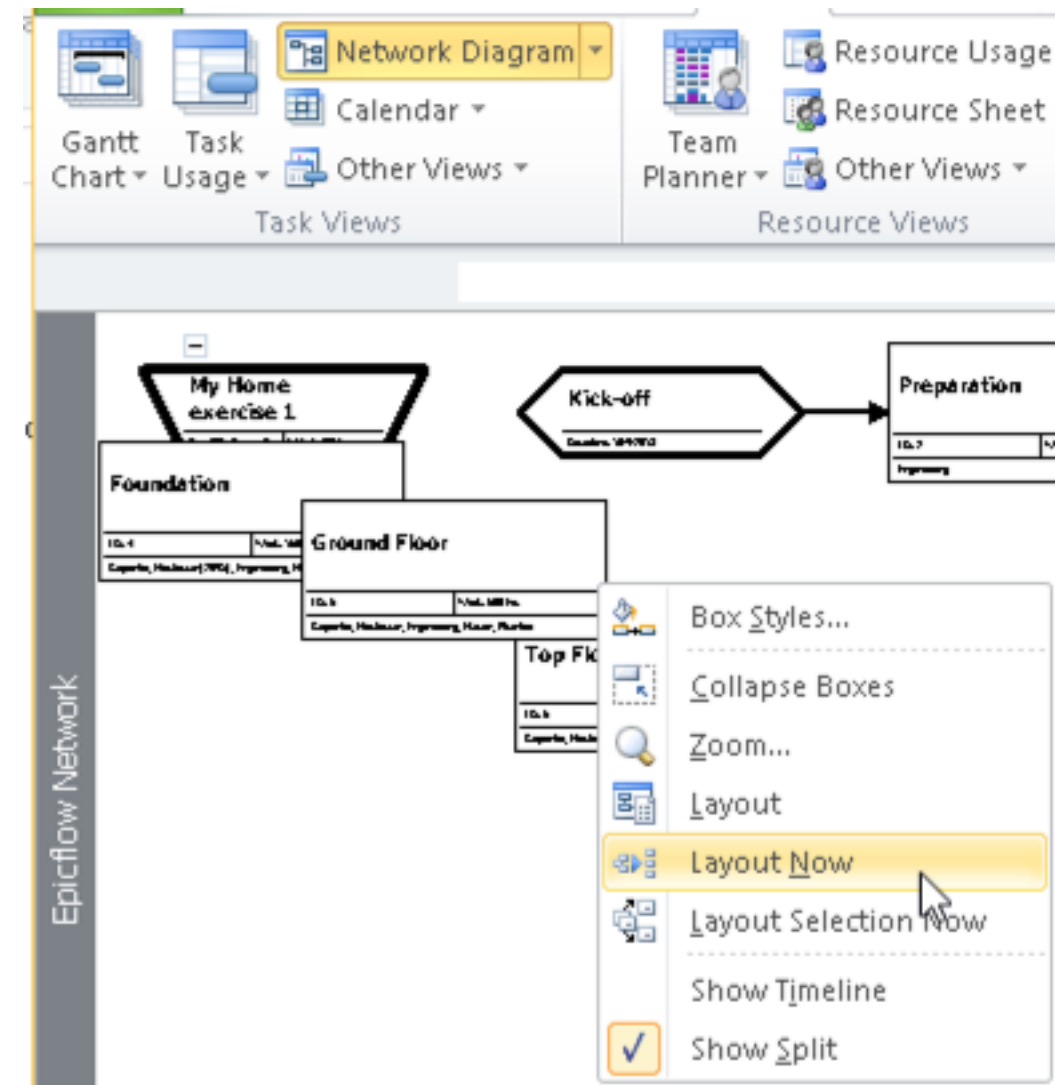 Network Diagram
Calendar
Other Views
Gantt Chart
Task Usage
Task Views
Resource Usage
Resource Sheet
Other Views
Team Planner
Resource Views
My Home
exercise 1
Kick-off
Preparation
Foundation
Ground Floor
Top
Epicflow Network
Box Styles...
Collapse Boxes
Zoom...
Layout
Layout Now
Layout Selection Now
Show Timeline
Show Split